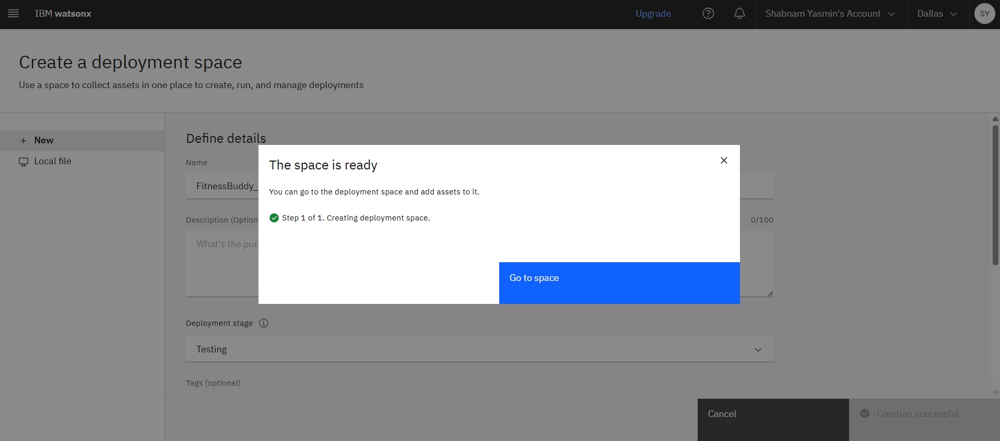 IBM watsonx
Upgrade
Shabnam Yasmin's Account
Dallas
SY
Create a deployment space
Use a space to collect assets in one place to create, run, and manage deployments
+ New
Local file
Define details
Name
FitnessBuddy_
Description (Option
0/100
What's the pur
The space is ready
You can go to the deployment space and add assets to it.
Step 1 of 1. Creating deployment space.
Go to space
Deployment stage
Testing
Tags (optional)
Cancel
Creation successful